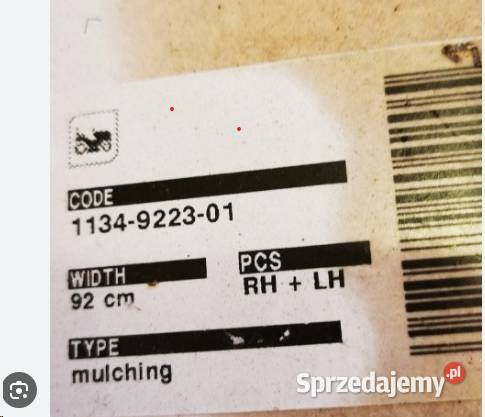 CODE
1134-9223-01
WIDTH
92 cm
PCS
RH + LH
TYPE
mulching
Sprzedajemy.pl